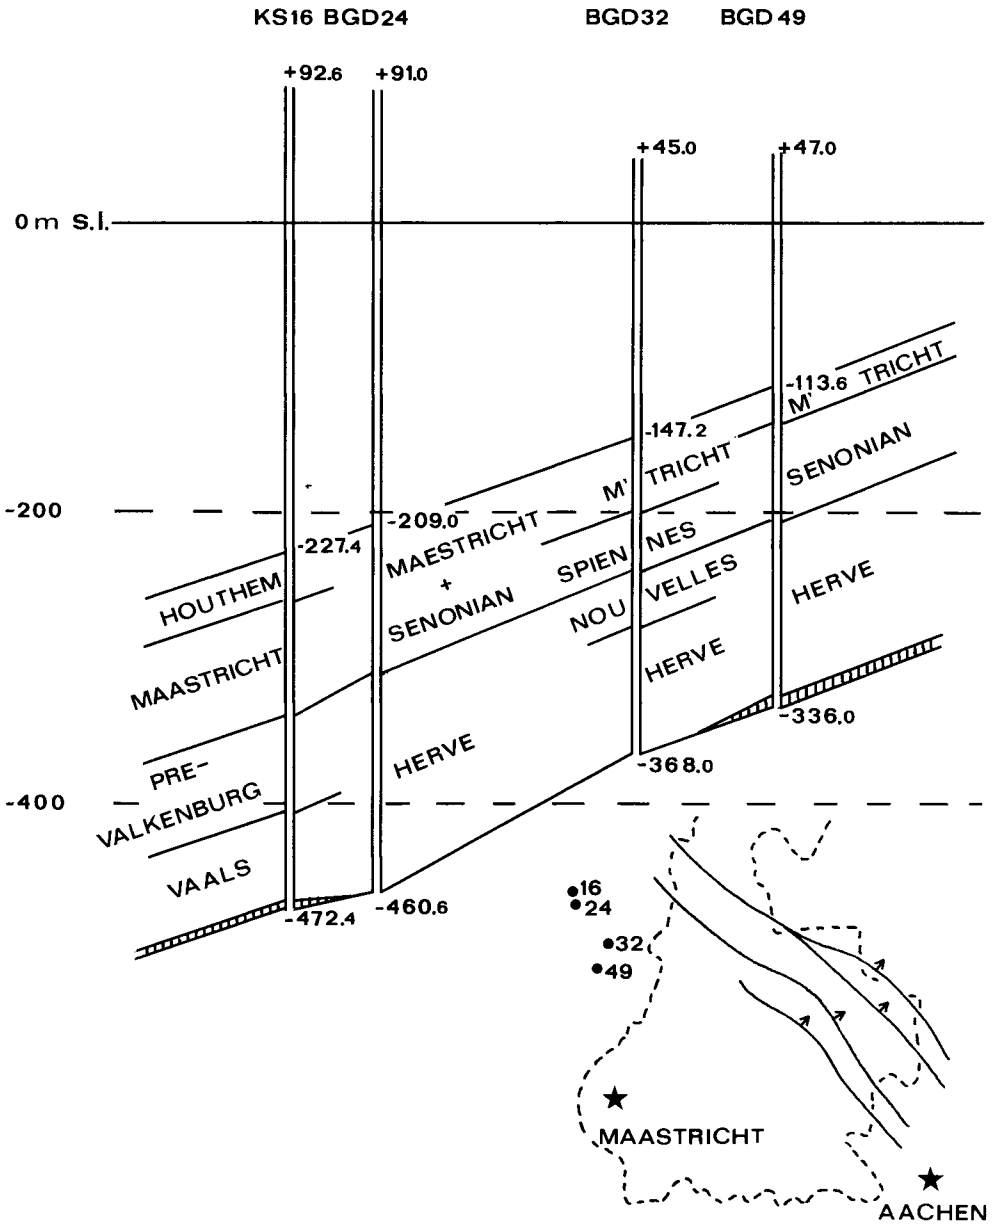 KS16 BGD24 BGD32 BGD 49
+92.6 +91.0
+45.0 +47.0
0 m S.l.
-113.6 M' TRICHT
-147.2
M' TRICHT SENONIAN
-200
-209.0
-227.4
MAESTRICHT
+
SENONIAN
SPIEN NES
NOU VELLES
HERVE
HOUTHEM
MAASTRICHT
HERVE
-336.0
-368.0
PRE-
VALKENBURG
HERVE
-400
VAALS
-472.4 -460.6
16
24
32
49
MAASTRICHT
AACHEN